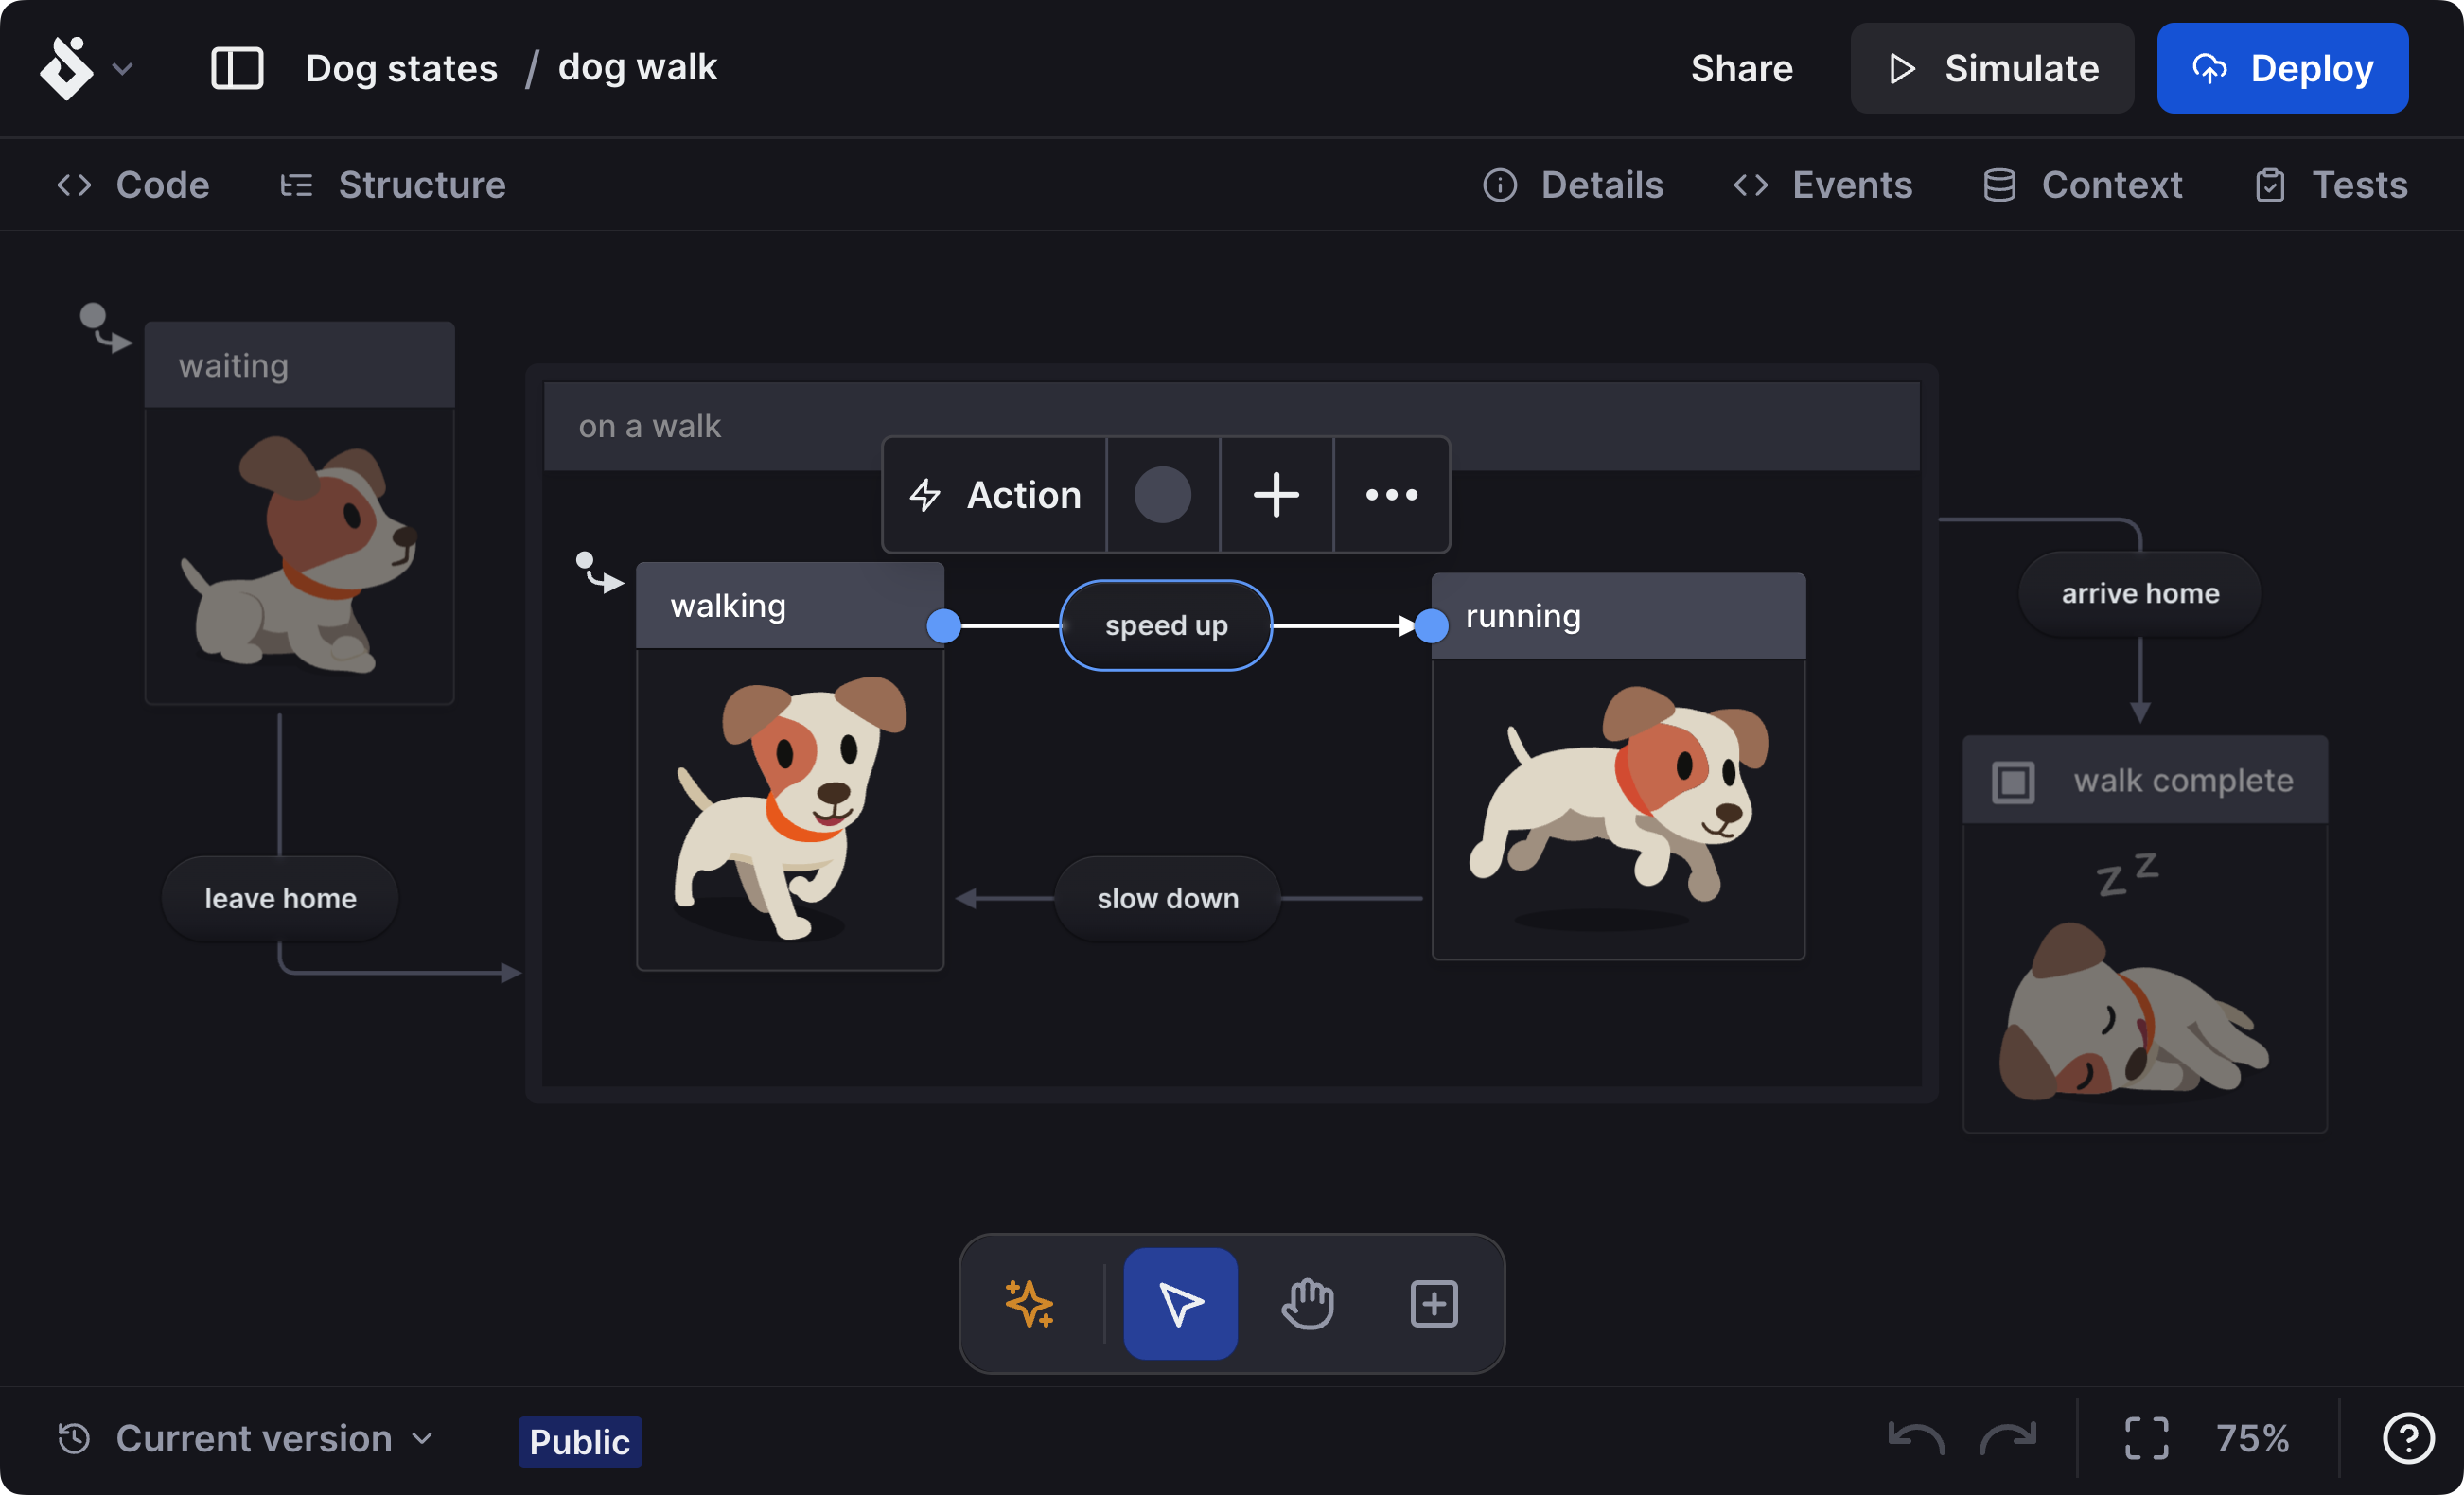 Dog states / dog walk
Share
Simulate
Deploy
Code
Structure
Details
Events
Context
Tests
waiting
on a walk
Action
walking
speed up
running
arrive home
walk complete
z z
leave home
slow down
Current version
Public
75%